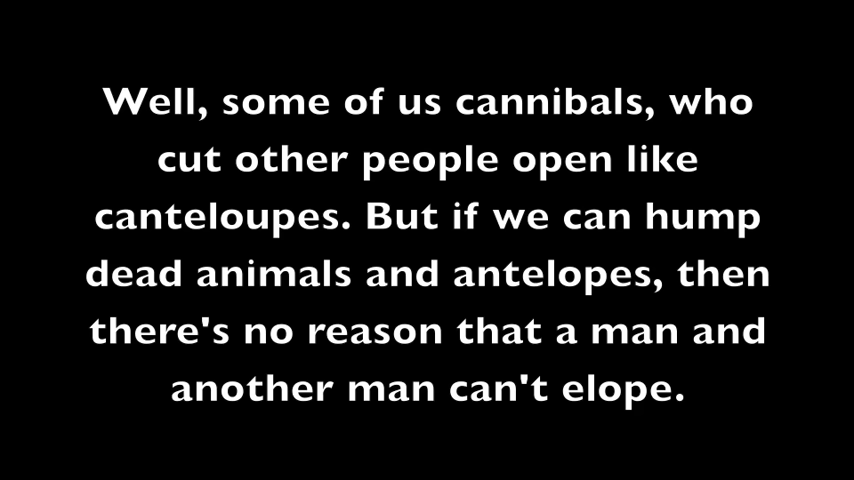 Well, some of us cannibals, who
cut other people open like
canteloupes. But if we can hump
dead animals and antelopes, then
there's no reason that a man and
another man can't elope.